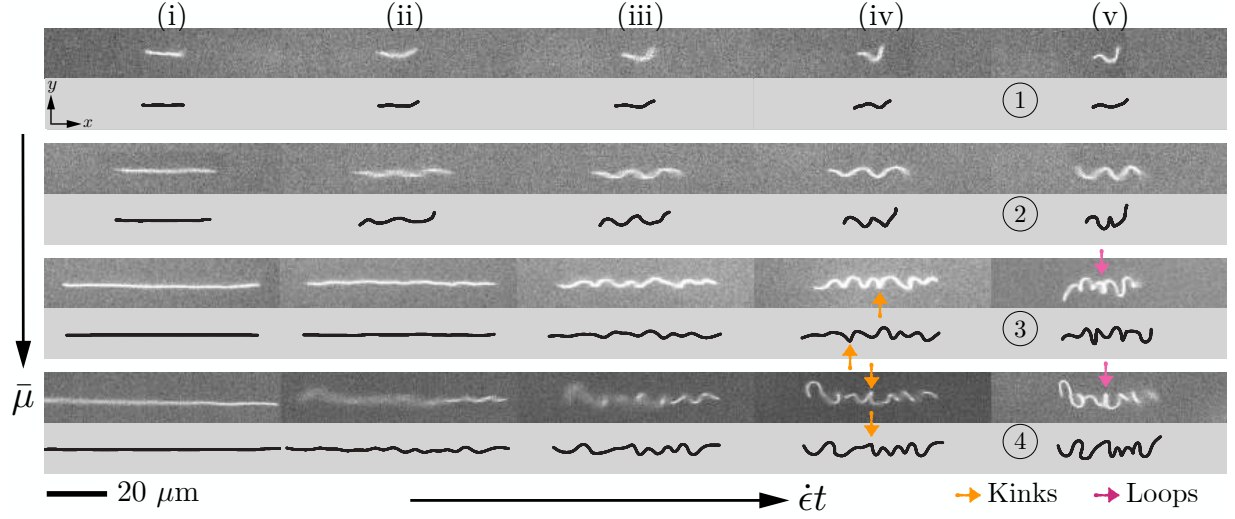 (i) (ii) (iii) (iv) (v)
y
x
①
②
③
④
μ̄
20 μm
ϵ̇t
Kinks
Loops